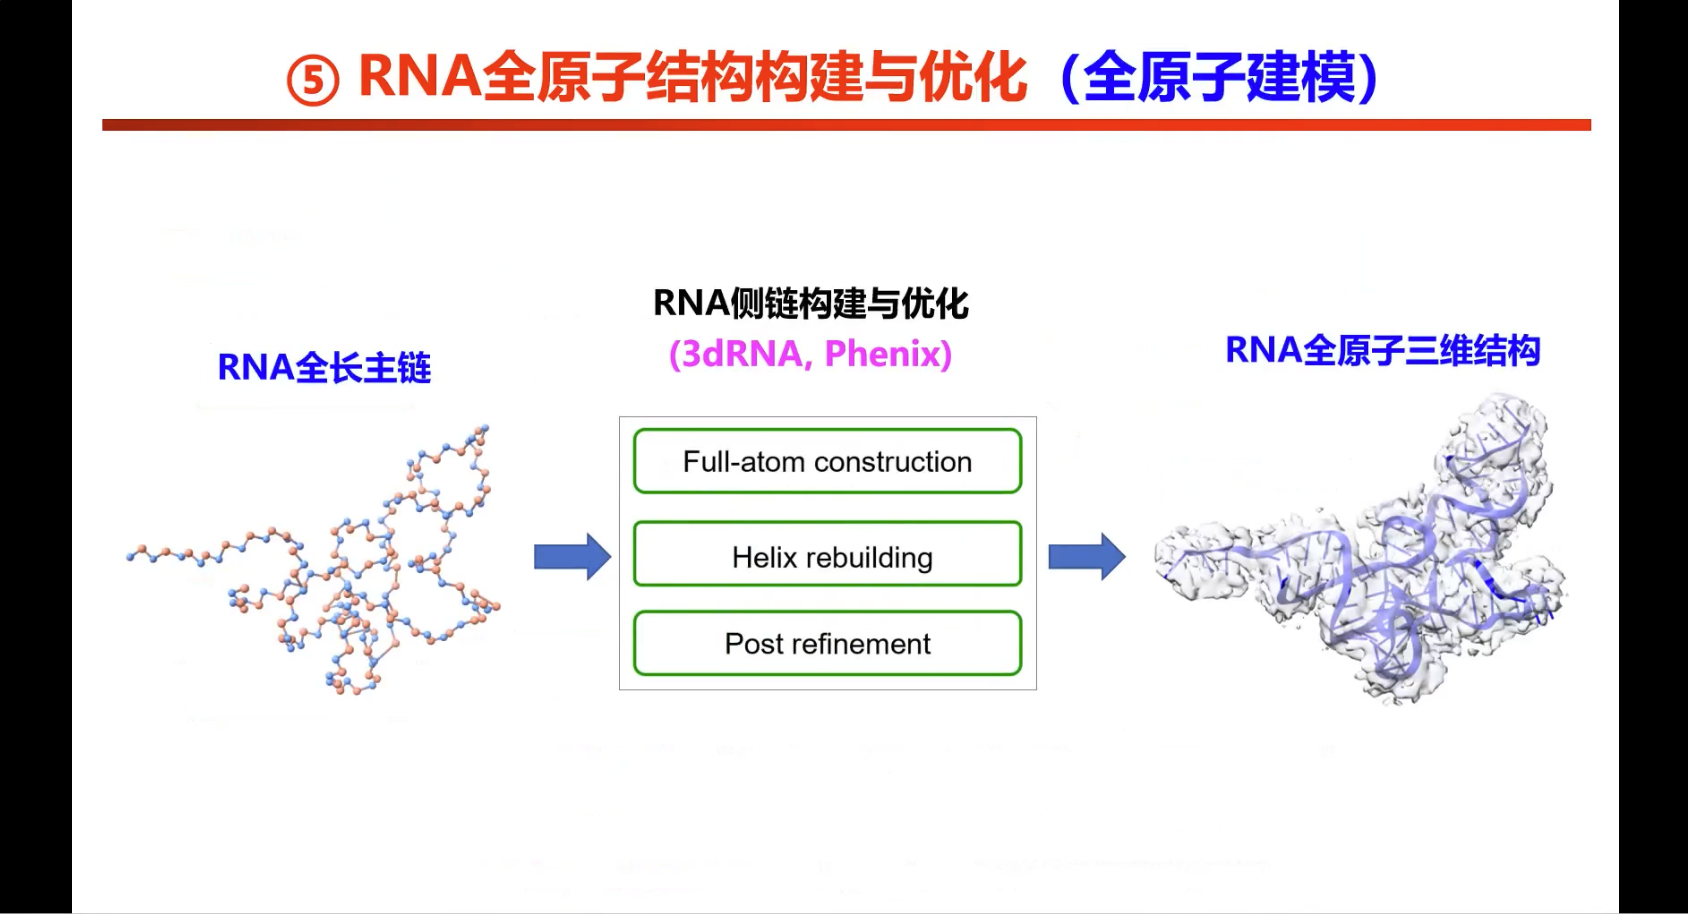 ⑤ RNA全原子结构构建与优化（全原子建模）
RNA侧链构建与优化
(3dRNA, Phenix)
RNA全长主链
RNA全原子三维结构
Full-atom construction
Helix rebuilding
Post refinement